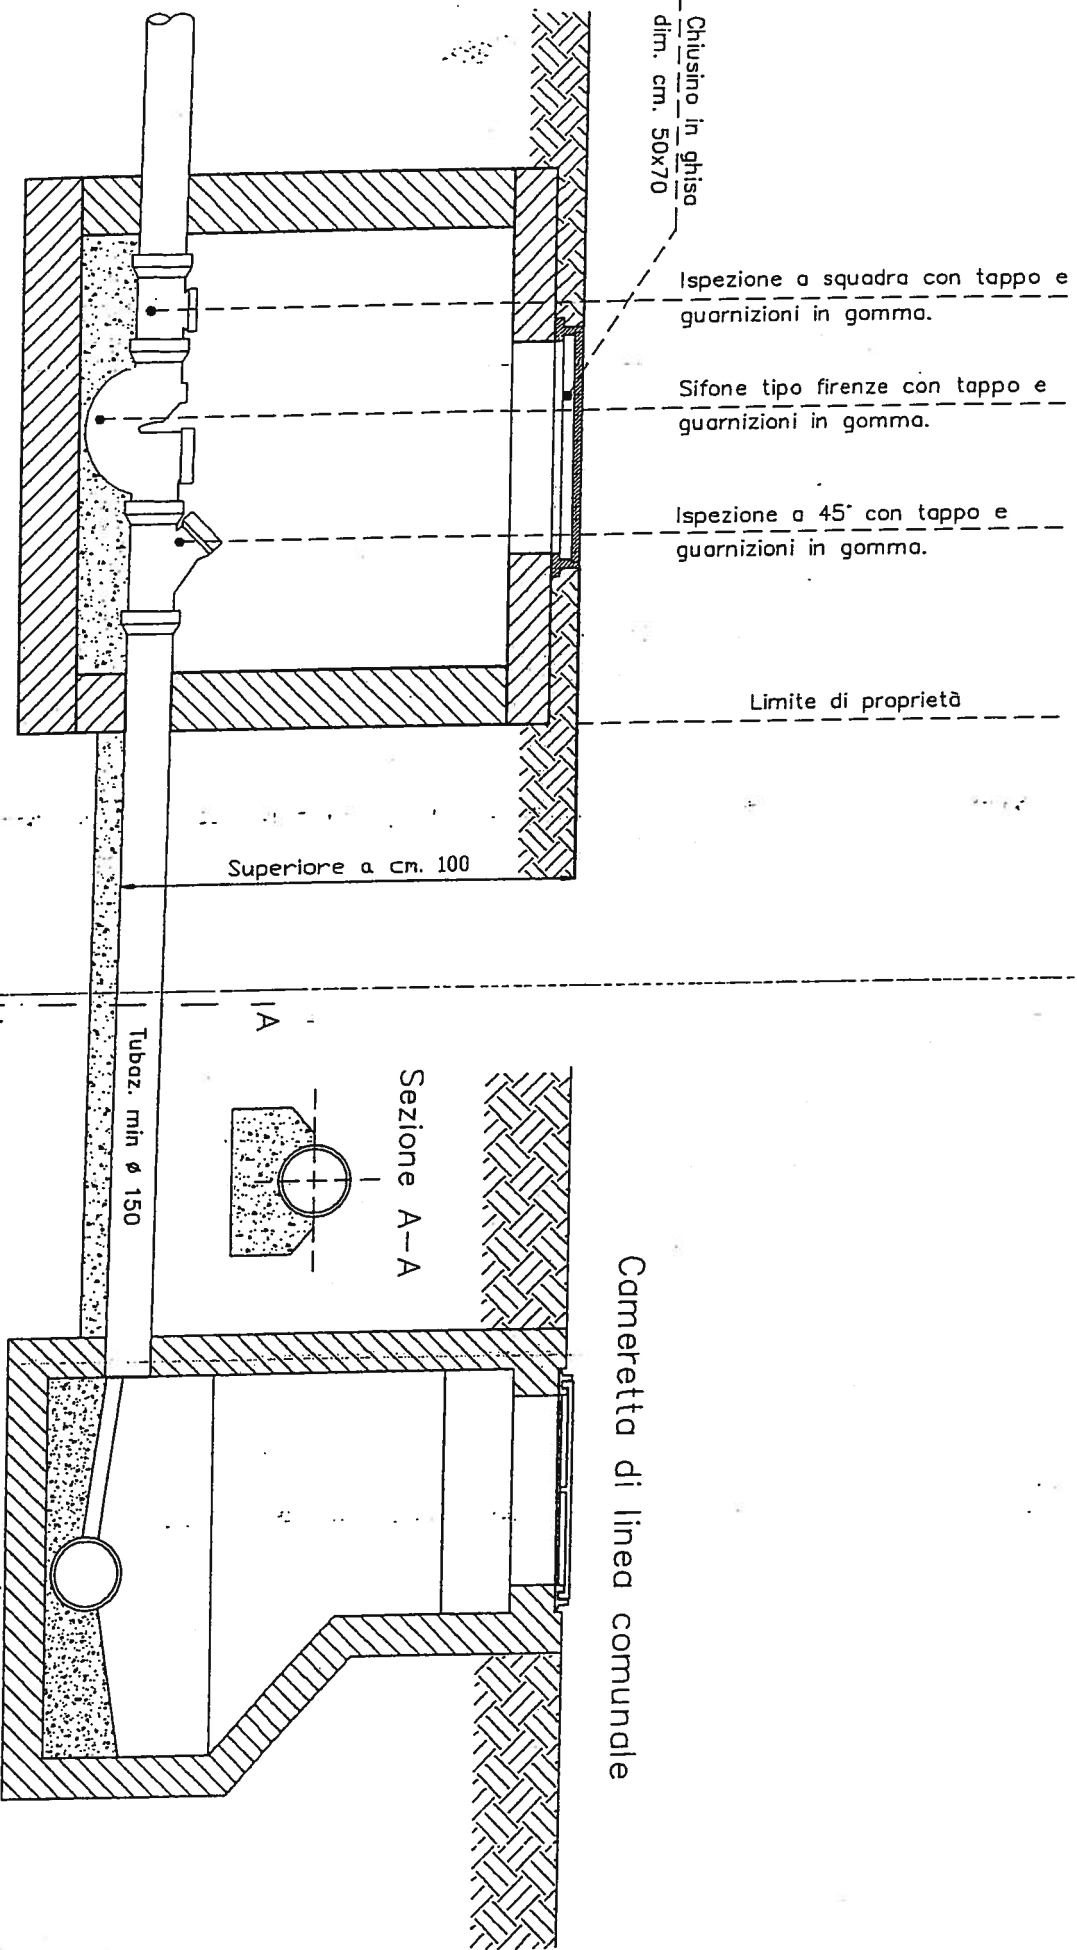 Chiusino in ghisa
dim. cm. 50x70
Ispezione a squadra con tappo e
guarnizioni in gomma.
Sifone tipo firenze con tappo e
guarnizioni in gomma.
Ispezione a 45° con tappo e
guarnizioni in gomma.
Limite di proprietà
Superiore a cm. 100
A
Tubaz. min ø 150
Sezione A-A
Cameretta di linea comunale